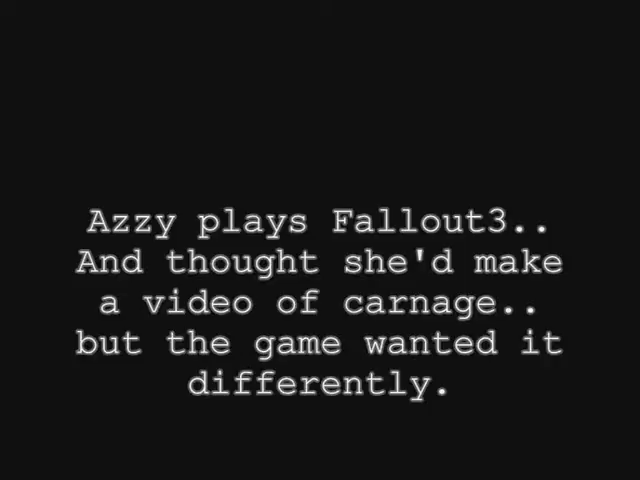 Azzy plays Fallout3..
And thought she'd make
a video of carnage..
but the game wanted it
differently.